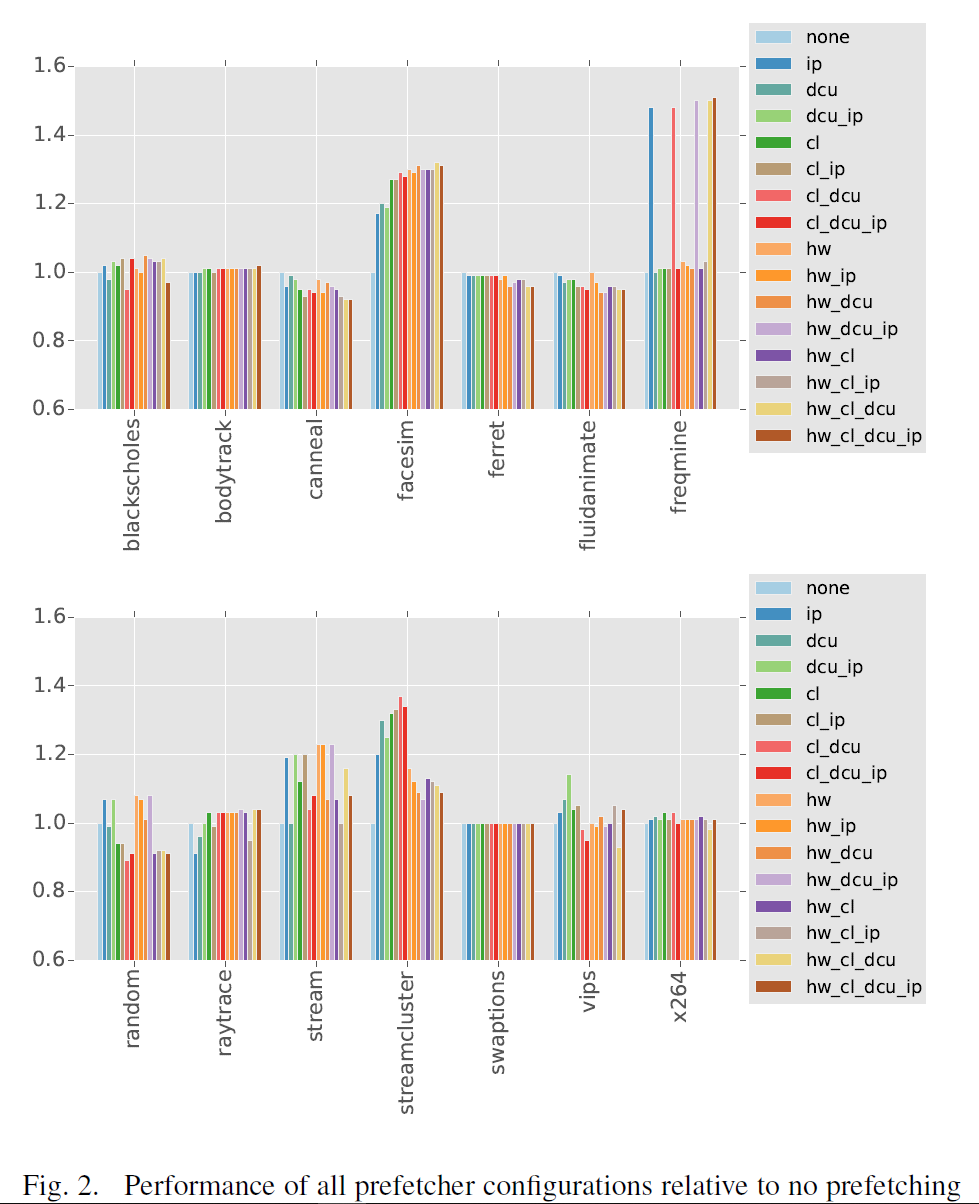 none
ip
dcu
dcu_ip
cl
cl_ip
cl_dcu
cl_dcu_ip
hw
hw_ip
hw_dcu
hw_dcu_ip
hw_cl
hw_cl_ip
hw_cl_dcu
hw_cl_dcu_ip
1.6
1.4
1.2
1.0
0.8
0.6
blackscholes
bodytrack
canneal
facesim
ferret
fluidanimate
freqmine
none
ip
dcu
dcu_ip
cl
cl_ip
cl_dcu
cl_dcu_ip
hw
hw_ip
hw_dcu
hw_dcu_ip
hw_cl
hw_cl_ip
hw_cl_dcu
hw_cl_dcu_ip
1.6
1.4
1.2
1.0
0.8
0.6
random
raytrace
stream
streamcluster
swaptions
vips
x264
Fig. 2. Performance of all prefetcher configurations relative to no prefetching